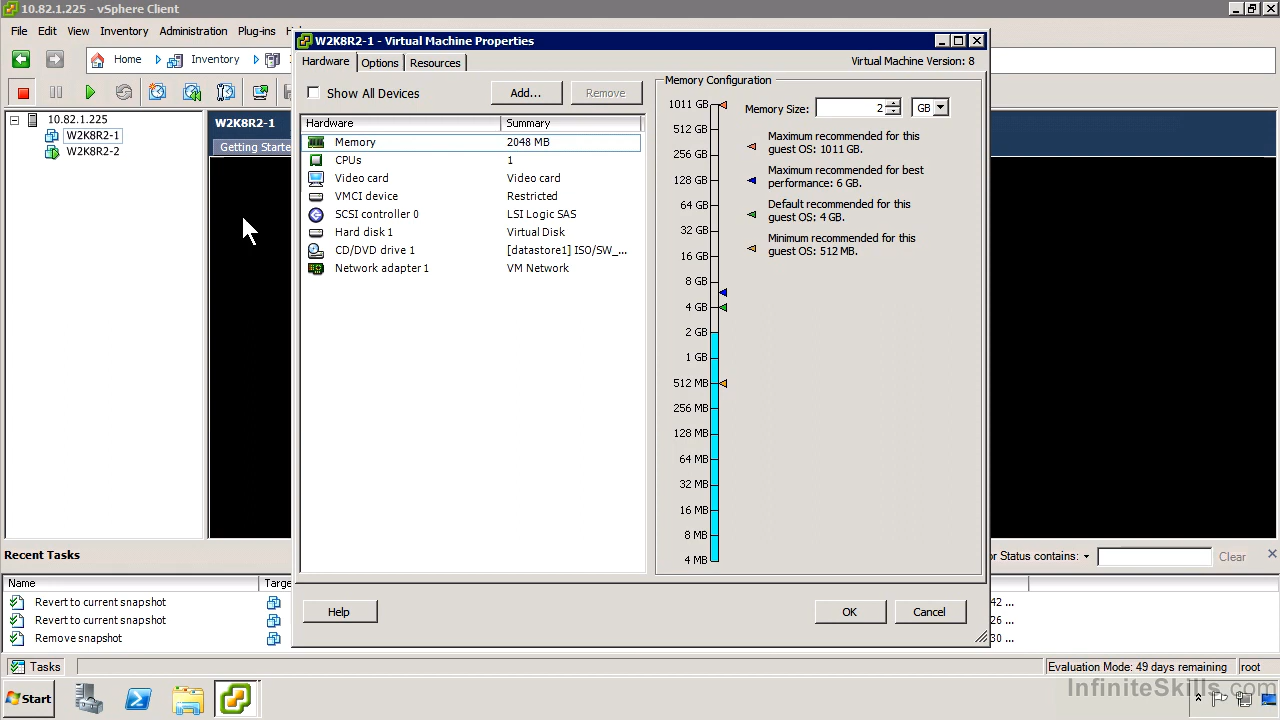 10.82.1.225 - vSphere Client
File Edit View Inventory Administration Plug-ins
Home Inventory
10.82.1.225
W2K8R2-1
W2K8R2-2
W2K8R2-1
Getting Starte
W2K8R2-1 - Virtual Machine Properties
Hardware Options Resources
Virtual Machine Version: 8
Show All Devices Add... Remove
Hardware Summary
Memory 2048 MB
CPUs 1
Video card Video card
VMCI device Restricted
SCSI controller 0 LSI Logic SAS
Hard disk 1 Virtual Disk
CD/DVD drive 1 [datastore1] ISO/SW_...
Network adapter 1 VM Network
Memory Configuration
1011 GB
512 GB
256 GB
128 GB
64 GB
32 GB
16 GB
8 GB
4 GB
2 GB
1 GB
512 MB
256 MB
128 MB
64 MB
32 MB
16 MB
8 MB
4 MB
Memory Size: 2 GB
Maximum recommended for this
guest OS: 1011 GB.
Maximum recommended for best
performance: 6 GB.
Default recommended for this
guest OS: 4 GB.
Minimum recommended for this
guest OS: 512 MB.
Help OK Cancel
Recent Tasks
or Status contains: Clear
Name Targe
Revert to current snapshot 42 ...
Revert to current snapshot 26 ...
Remove snapshot 30 ...
Tasks
Evaluation Mode: 49 days remaining root
Start
InfiniteSkills.com